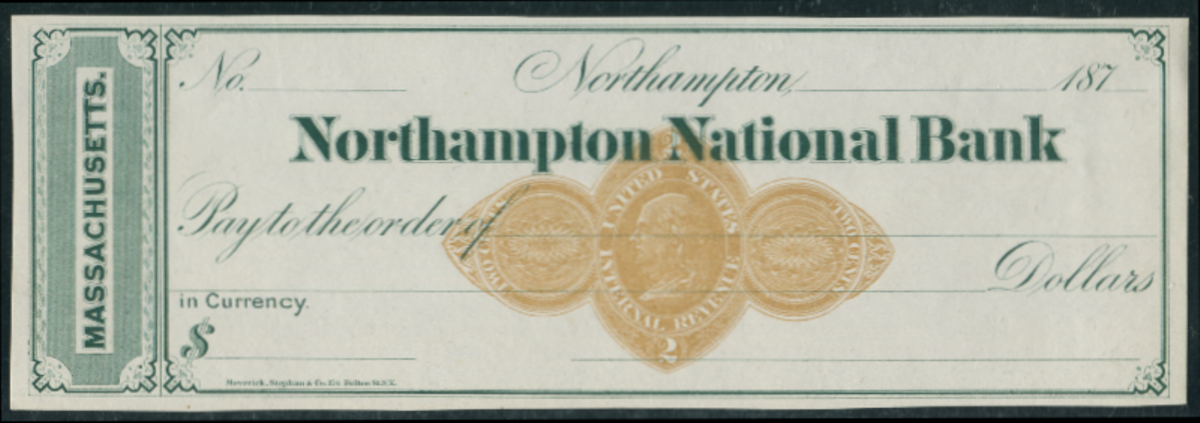 MASSACHUSETTS.
No.
Northampton, 187
Northampton National Bank
Pay to the order of
Dollars
in Currency.
$
2
UNITED STATES
INTERNAL REVENUE
TWO CENTS
TWO CENTS
2